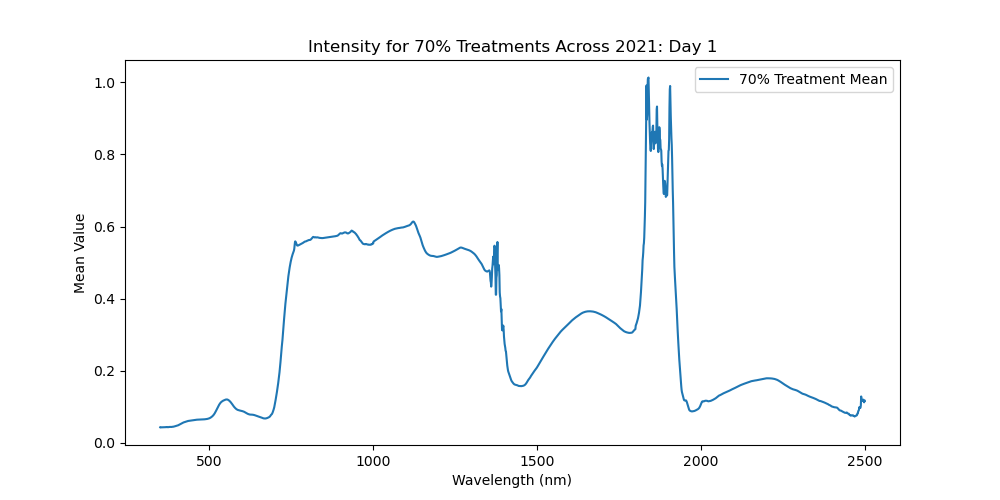 Intensity for 70% Treatments Across 2021: Day 1
70% Treatment Mean
Mean Value
1.0
0.8
0.6
0.4
0.2
0.0
500
1000
1500
2000
2500
Wavelength (nm)